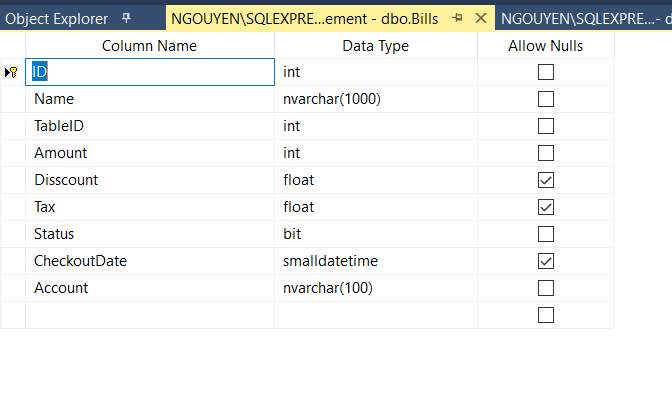 Object Explorer NGOUYEN\SQLEXPRE...ement - dbo.Bills NGOUYEN\SQLEXPRE...- d
Column Name Data Type Allow Nulls
ID int
Name nvarchar(1000)
TableID int
Amount int
Disscount float
Tax float
Status bit
CheckoutDate smalldatetime
Account nvarchar(100)